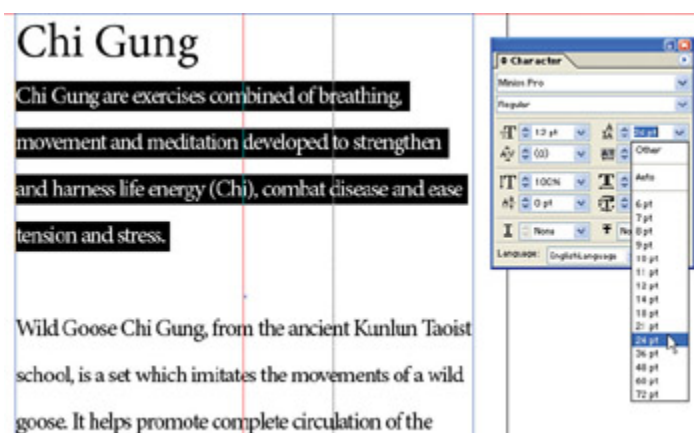 Chi Gung
Chi Gung are exercises combined of breathing,
movement and meditation developed to strengthen
and harness life energy (Chi), combat disease and ease
tension and stress.
Wild Goose Chi Gung, from the ancient Kunlun Taoist
school, is a set which imitates the movements of a wild
goose. It helps promote complete circulation of the
Character
Minion Pro
Regular
12 pt
24 pt
(0)
100%
0 pt
None
No
Language: English Language
Other
Auto
6 pt
7 pt
8 pt
9 pt
10 pt
11 pt
12 pt
14 pt
18 pt
21 pt
24 pt
36 pt
48 pt
60 pt
72 pt